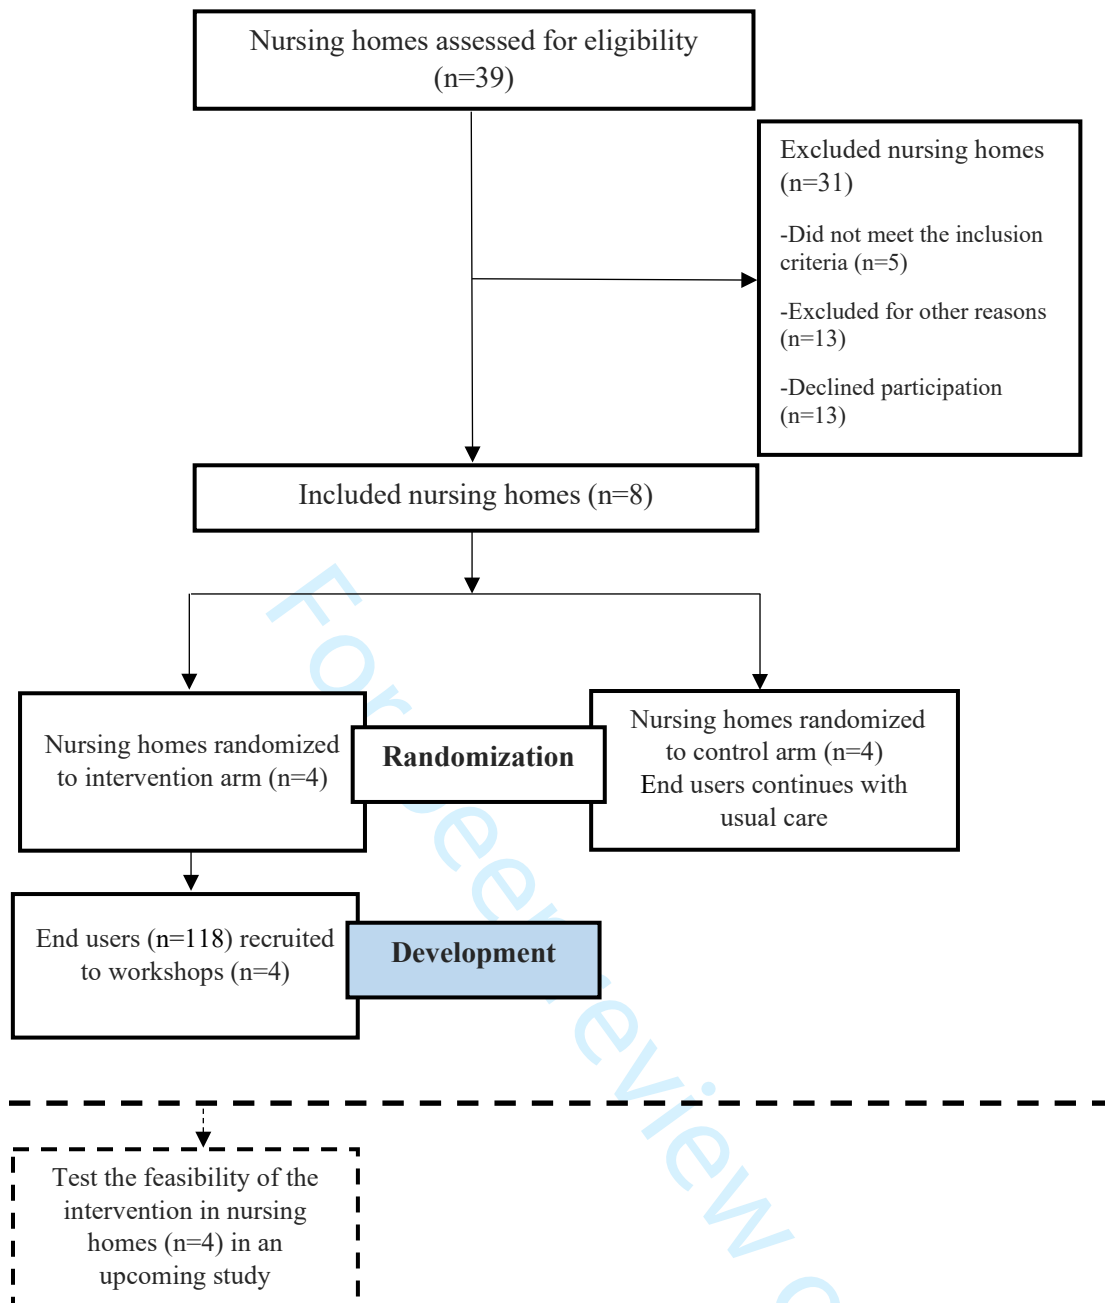 Nursing homes assessed for eligibility
(n=39)
Excluded nursing homes
(n=31)
-Did not meet the inclusion
criteria (n=5)
-Excluded for other reasons
(n=13)
-Declined participation
(n=13)
Included nursing homes (n=8)
Nursing homes randomized
to intervention arm (n=4)
Randomization
Nursing homes randomized
to control arm (n=4)
End users continues with
usual care
End users (n=118) recruited
to workshops (n=4)
Development
Test the feasibility of the
intervention in nursing
homes (n=4) in an
upcoming study
For peer review